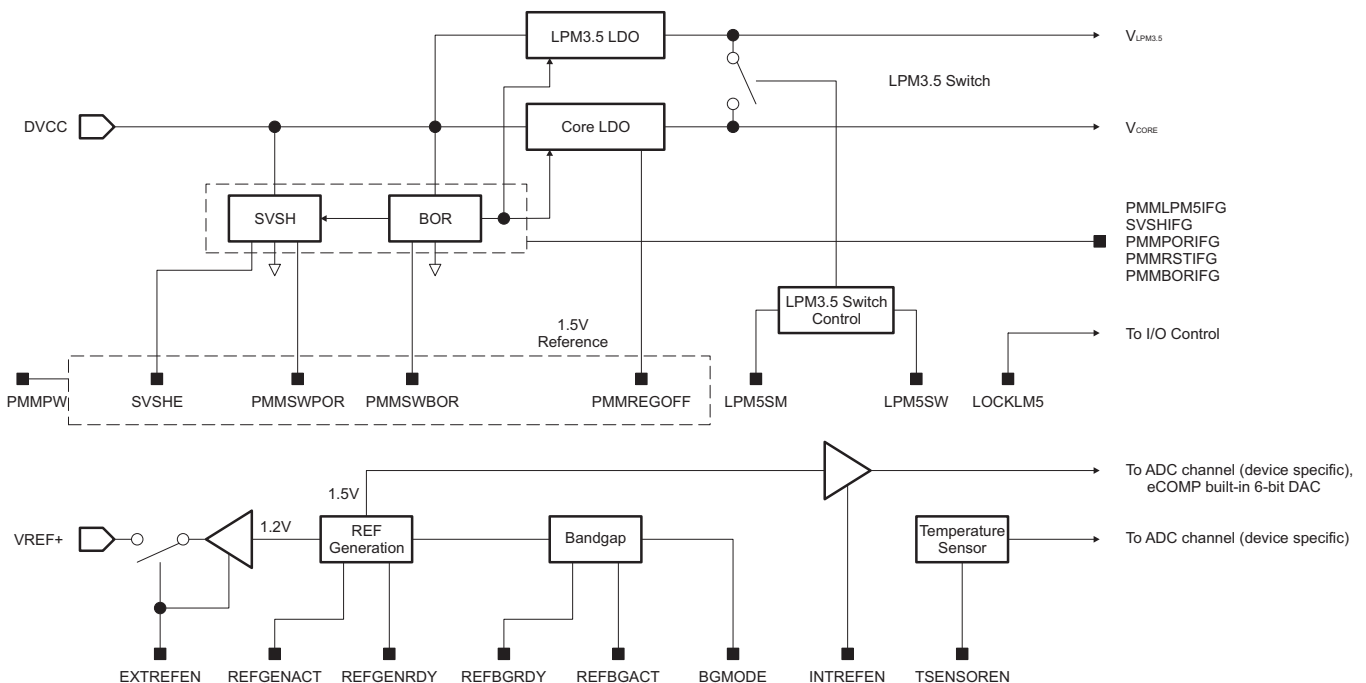 LPM3.5 LDO
VLPM3.5
LPM3.5 Switch
DVCC
Core LDO
VCORE
SVSH
BOR
PMMLPM5IFG
SVSHIFG
PMMPORIFG
PMMRSTIFG
PMMBORIFG
LPM3.5 Switch
Control
1.5V
Reference
To I/O Control
PMMPW
SVSHE
PMMSWPOR
PMMSWBOR
PMMREGOFF
LPM5SM
LPM5SW
LOCKLM5
To ADC channel (device specific),
eCOMP built-in 6-bit DAC
1.5V
1.2V
VREF+
REF
Generation
Bandgap
Temperature
Sensor
To ADC channel (device specific)
EXTREFEN
REFGENACT
REFGENRDY
REFBGRDY
REFBGACT
BGMODE
INTREFEN
TSENSOREN